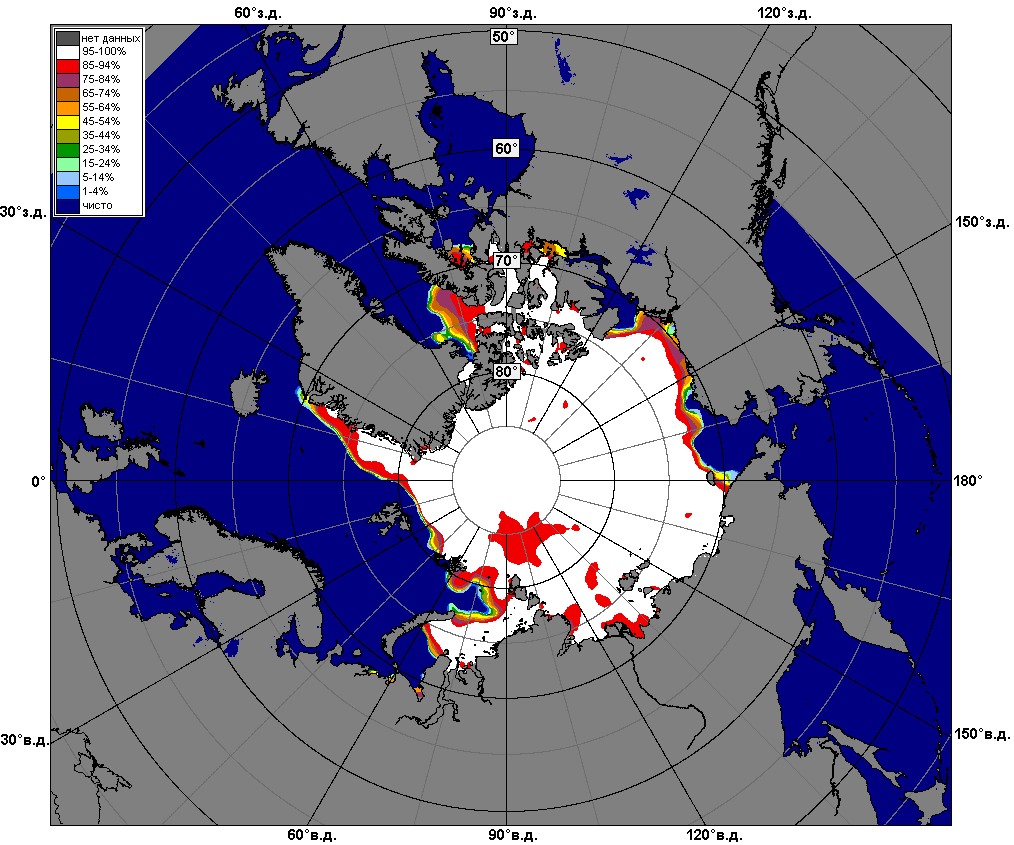 60°з.д.
90°з.д.
120°з.д.
нет данных
95-100%
85-94%
75-84%
65-74%
55-64%
45-54%
35-44%
25-34%
15-24%
5-14%
1-4%
чисто
50°
60°
70°
80°
30°з.д.
150°з.д.
0°
180°
30°в.д.
150°в.д.
60°в.д.
90°в.д.
120°в.д.